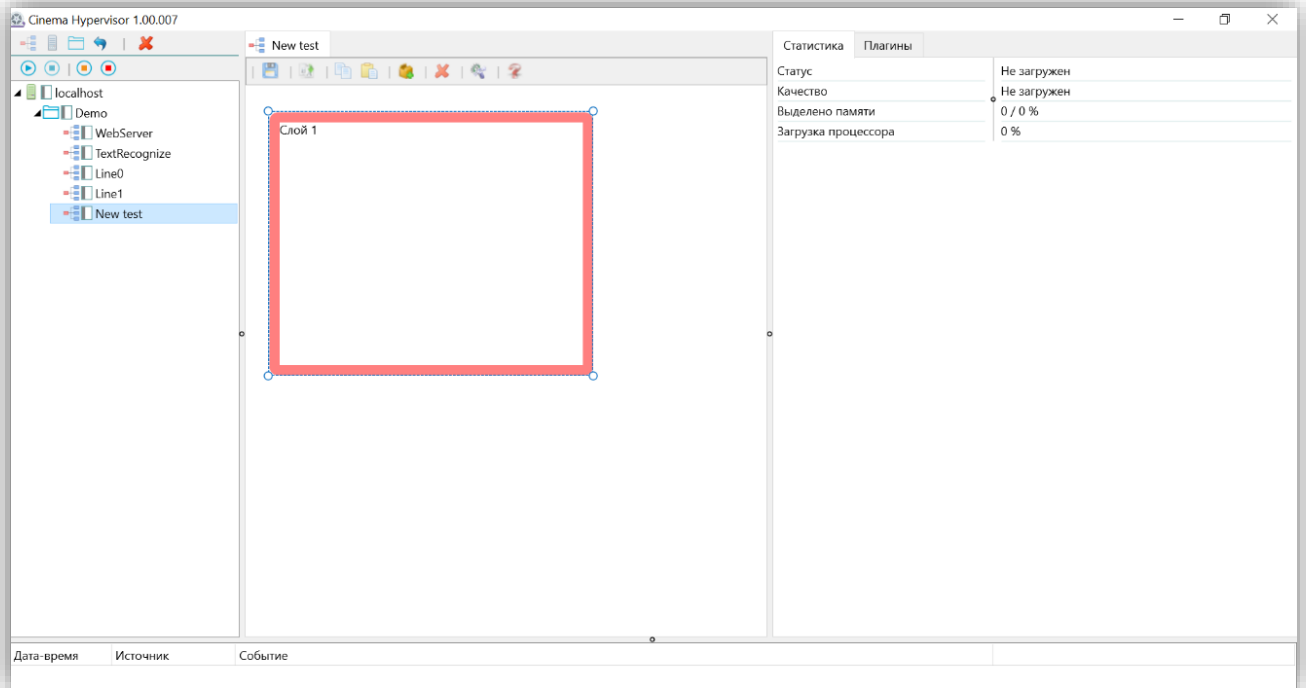 Cinema Hypervisor 1.00.007
New test
Статистика Плагины
localhost
Demo
WebServer
TextRecognize
Line0
Line1
New test
Слой 1
Статус Не загружен
Качество Не загружен
Выделено памяти 0 / 0 %
Загрузка процессора 0 %
Дата-время Источник Событие